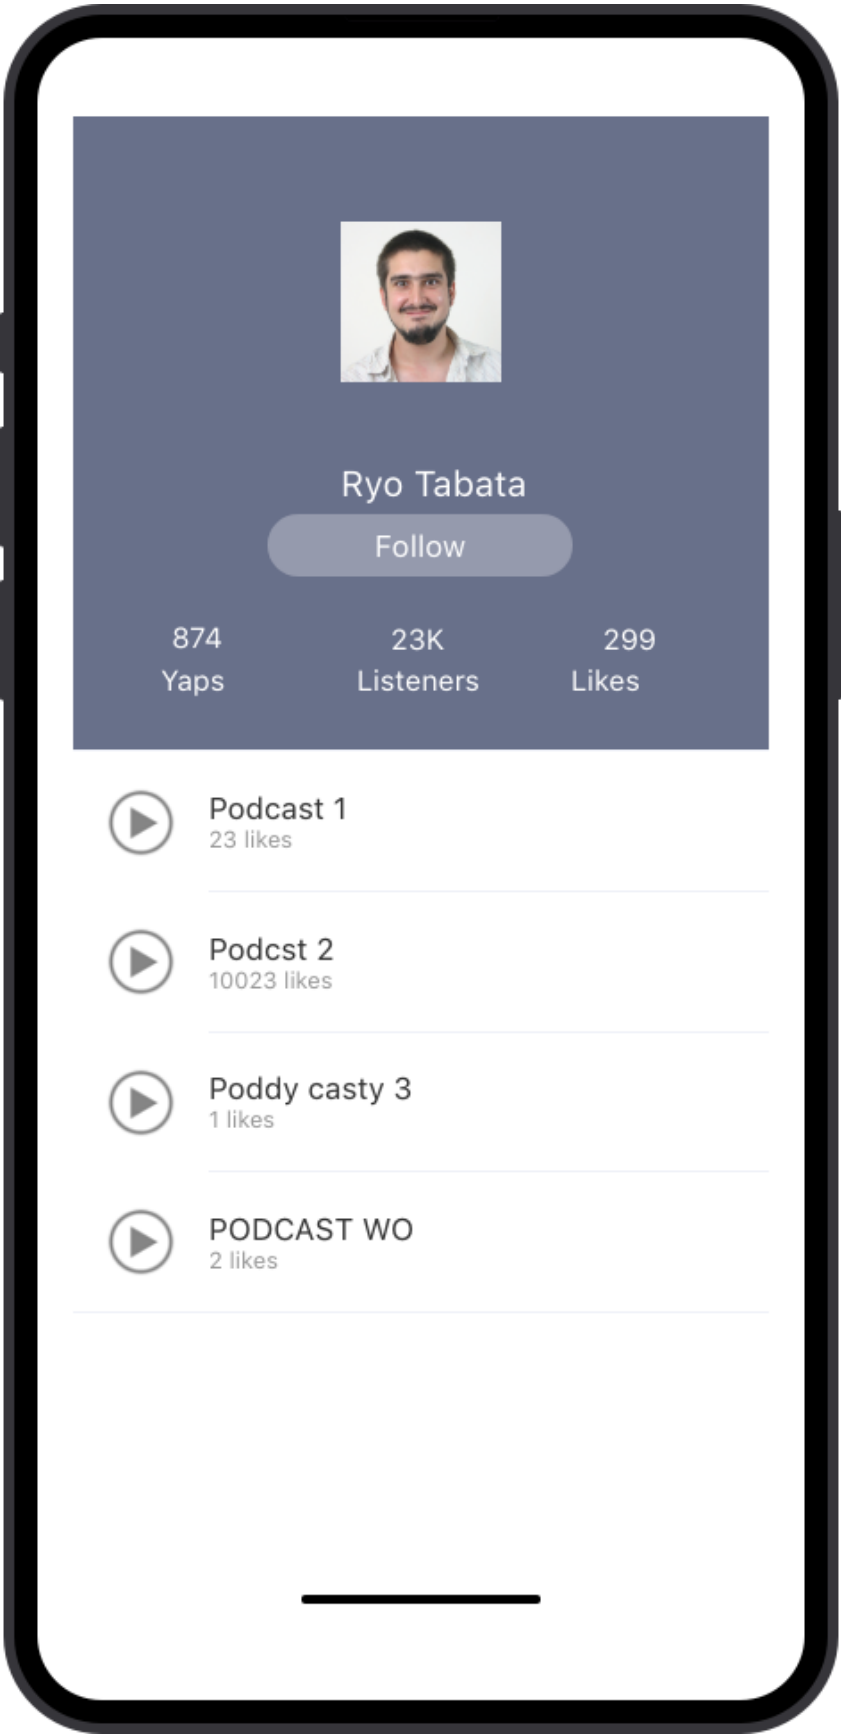 Ryo Tabata
Follow
874 23K 299
Yaps Listeners Likes
Podcast 1
23 likes
Podcst 2
10023 likes
Poddy casty 3
1 likes
PODCAST WO
2 likes